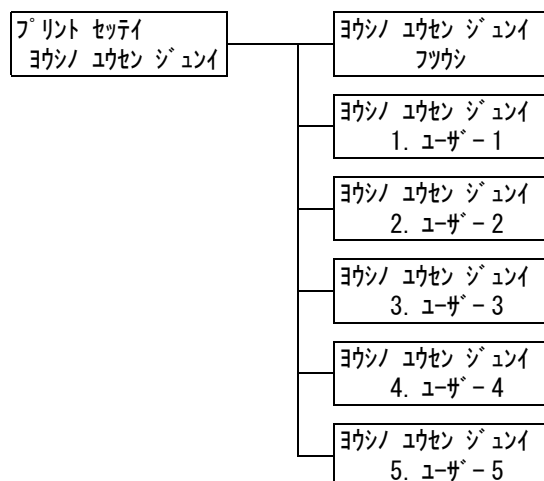 プリント セッテイ
ヨウシノ ユウセン ジュンイ
ヨウシノ ユウセン ジュンイ
フツウシ
ヨウシノ ユウセン ジュンイ
1. ユーザー1
ヨウシノ ユウセン ジュンイ
2. ユーザー2
ヨウシノ ユウセン ジュンイ
3. ユーザー3
ヨウシノ ユウセン ジュンイ
4. ユーザー4
ヨウシノ ユウセン ジュンイ
5. ユーザー5